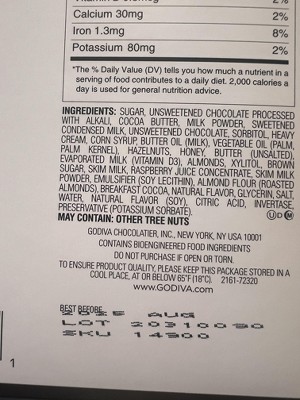 2%
Calcium 30mg 2%
Iron 1.3mg 8%
Potassium 80mg 2%
*The % Daily Value (DV) tells you how much a nutrient in a
serving of food contributes to a daily diet. 2,000 calories a
day is used for general nutrition advice.
INGREDIENTS: SUGAR, UNSWEETENED CHOCOLATE PROCESSED
WITH ALKALI, COCOA BUTTER, MILK POWDER, SWEETENED
CONDENSED MILK, UNSWEETENED CHOCOLATE, SORBITOL, HEAVY
CREAM, CORN SYRUP, BUTTER OIL (MILK), VEGETABLE OIL (PALM,
PALM KERNEL), HAZELNUTS, HONEY, BUTTER (UNSALTED),
EVAPORATED MILK (VITAMIN D3), ALMONDS, XYLITOL, BROWN
SUGAR, SKIM MILK, RASPBERRY JUICE CONCENTRATE, SKIM MILK
POWDER, EMULSIFIER (SOY LECITHIN), ALMOND FLOUR (ROASTED
ALMONDS), BREAKFAST COCOA, NATURAL FLAVOR, GLYCERIN, SALT,
WATER, NATURAL FLAVOR (SOY), CITRIC ACID, INVERTASE,
PRESERVATIVE (POTASSIUM SORBATE).
MAY CONTAIN: OTHER TREE NUTS
GODIVA CHOCOLATIER, INC., NEW YORK, NY USA 10001
CONTAINS BIOENGINEERED FOOD INGREDIENTS
DO NOT PURCHASE IF OPEN OR TORN.
TO ENSURE PRODUCT QUALITY, PLEASE KEEP THIS PACKAGE STORED IN A
COOL PLACE, AT OR BELOW 65°F (18°C). 2161-72320
WWW.GODIVA.COM
BEST BEFORE
AUG
LOT
SKU 14900
1